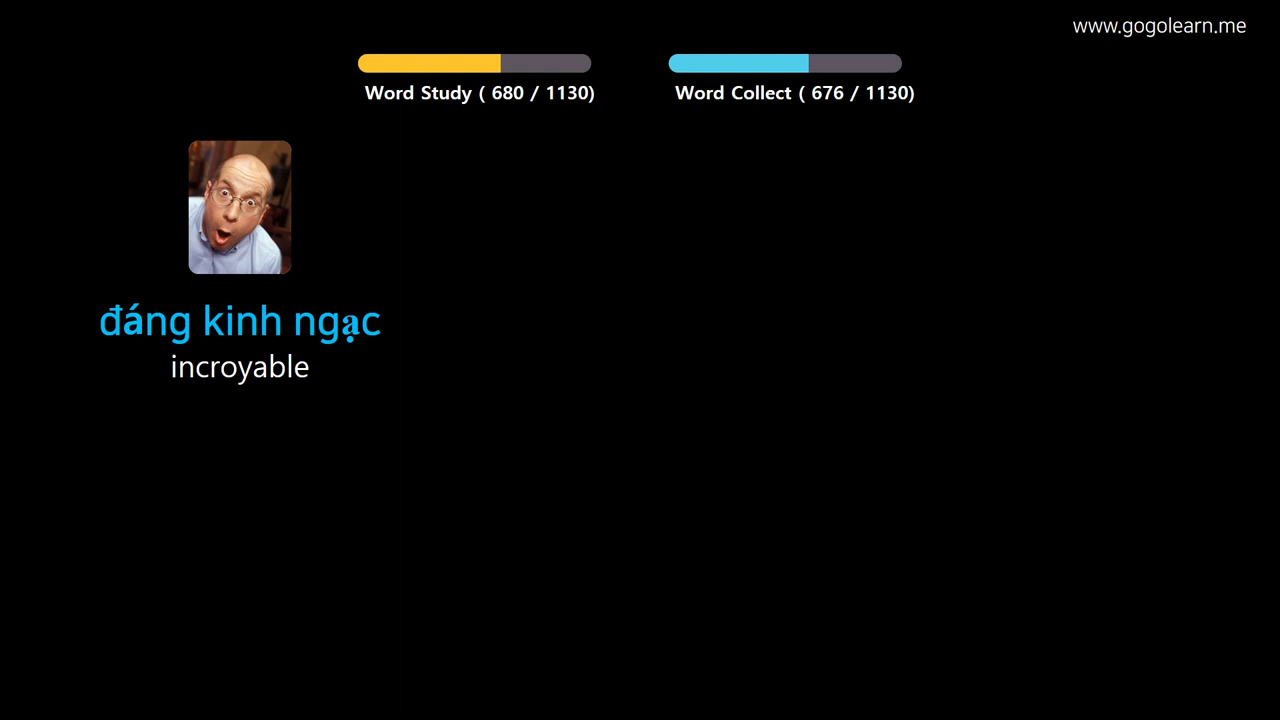 www.gogolearn.me
Word Study ( 680 / 1130)
Word Collect ( 676 / 1130)
đáng kinh ngạc
incroyable